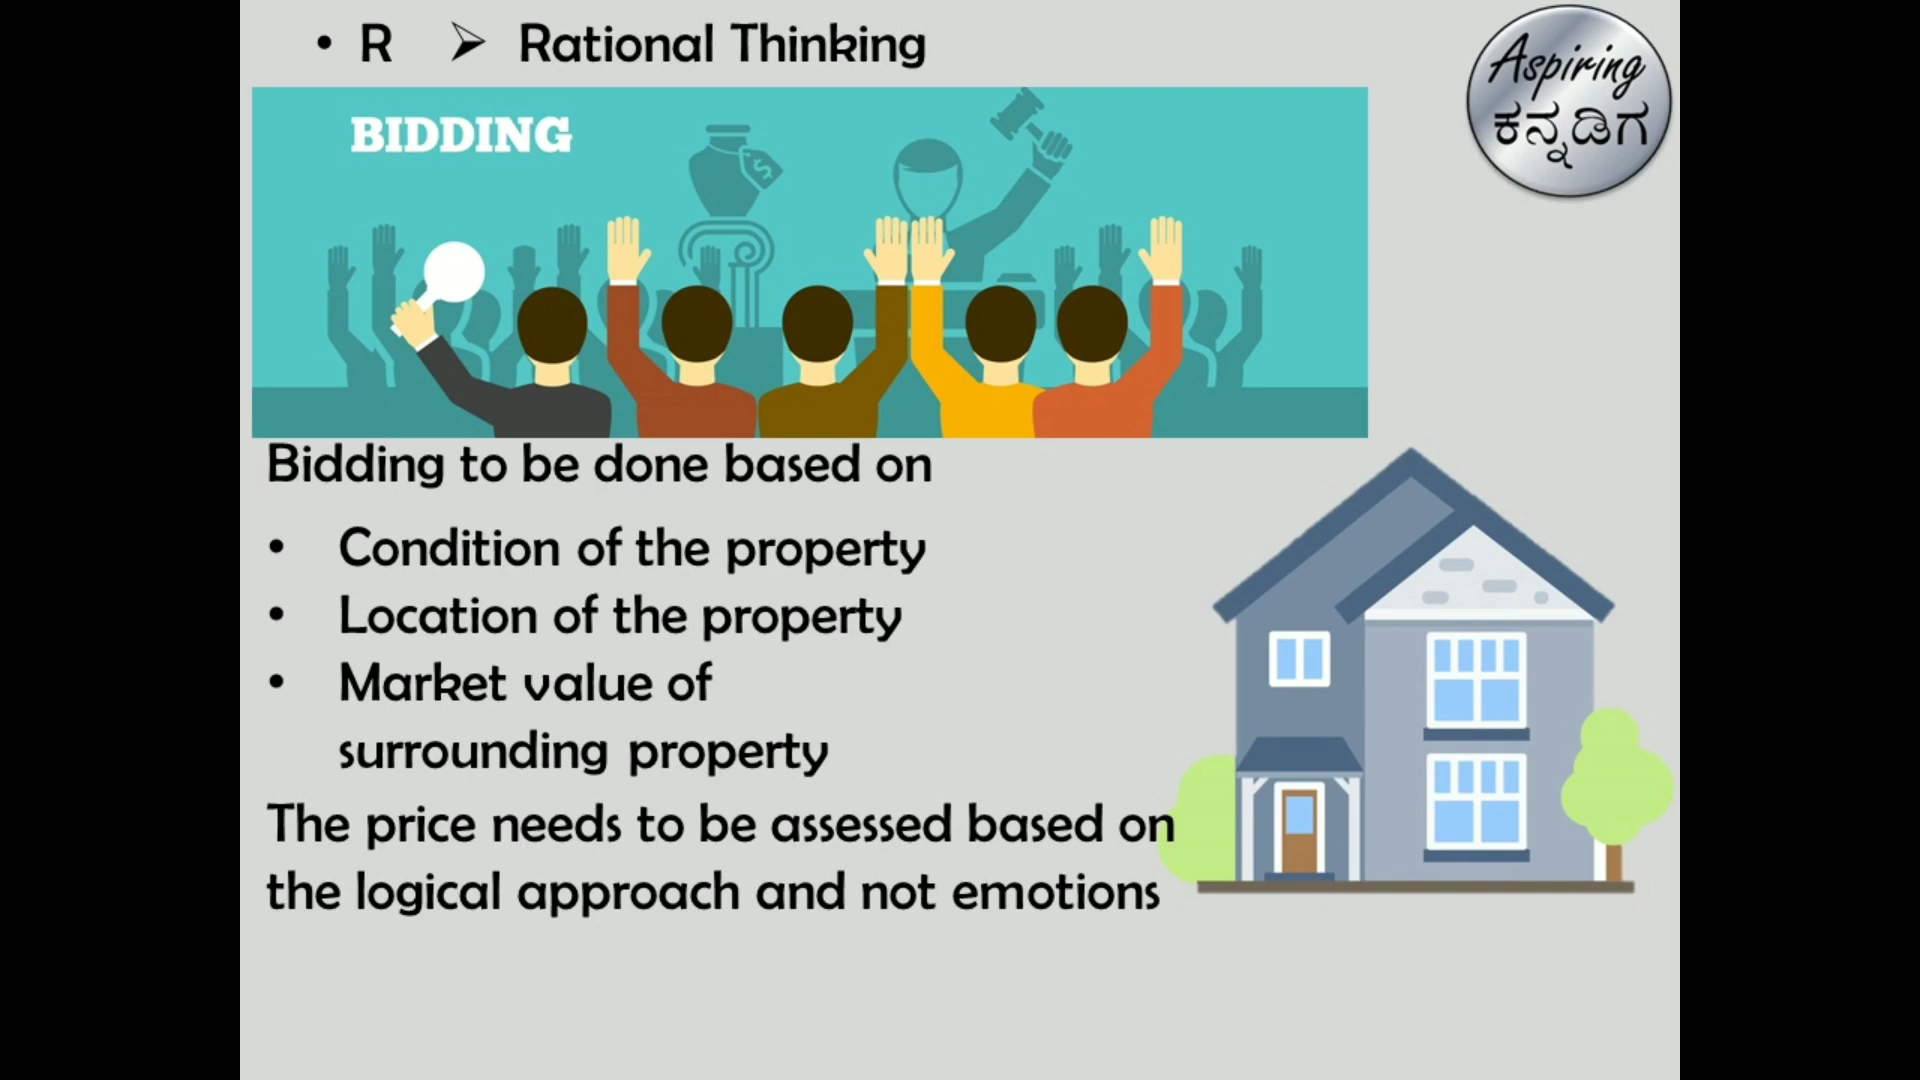 • R ➢ Rational Thinking
Aspiring
ಕನ್ನಡಿಗ
BIDDING
$
Bidding to be done based on
• Condition of the property
• Location of the property
• Market value of
surrounding property
The price needs to be assessed based on
the logical approach and not emotions